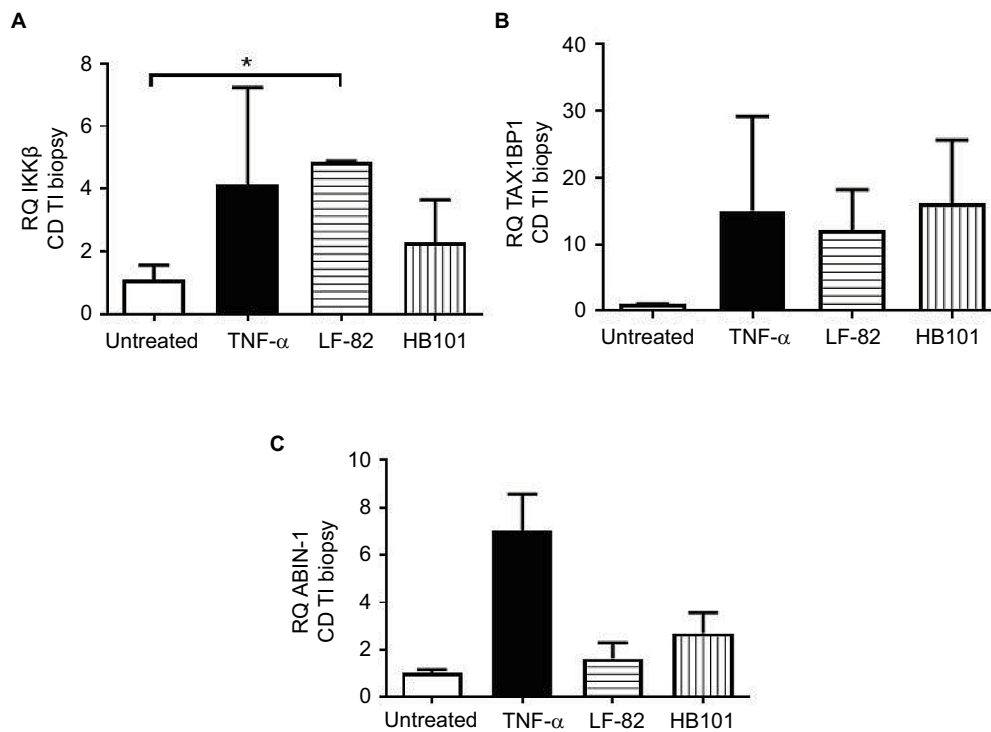 A
RQ IKKβ
CD TI biopsy
8
6
4
2
0
*
Untreated TNF-α LF-82 HB101
B
RQ TAX1BP1
CD TI biopsy
40
30
20
10
0
Untreated TNF-α LF-82 HB101
C
RQ ABIN-1
CD TI biopsy
10
8
6
4
2
0
Untreated TNF-α LF-82 HB101